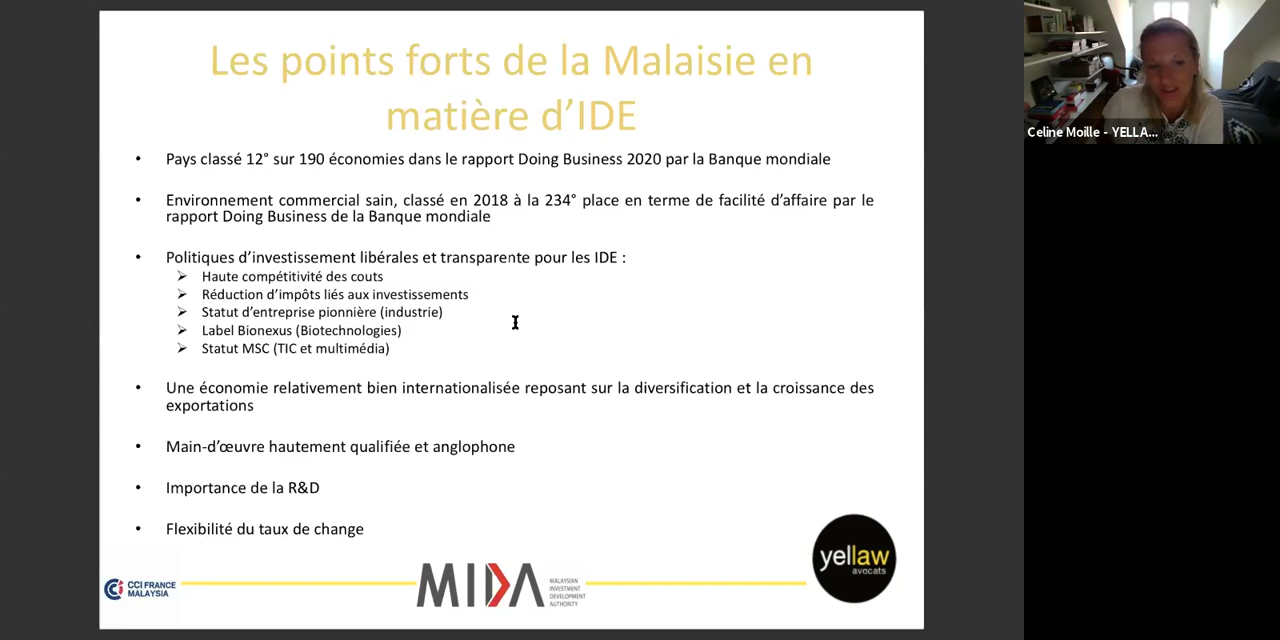 Les points forts de la Malaisie en
matière d’IDE
• Pays classé 12° sur 190 économies dans le rapport Doing Business 2020 par la Banque mondiale
• Environnement commercial sain, classé en 2018 à la 234° place en terme de facilité d’affaire par le
rapport Doing Business de la Banque mondiale
• Politiques d’investissement libérales et transparente pour les IDE :
➢ Haute compétitivité des couts
➢ Réduction d’impôts liés aux investissements
➢ Statut d’entreprise pionnière (industrie)
➢ Label Bionexus (Biotechnologies)
➢ Statut MSC (TIC et multimédia)
• Une économie relativement bien internationalisée reposant sur la diversification et la croissance des
exportations
• Main-d’œuvre hautement qualifiée et anglophone
• Importance de la R&D
• Flexibilité du taux de change
CCI FRANCE
MALAYSIA
MIDA
MALAYSIAN
INVESTMENT
DEVELOPMENT
AUTHORITY
yellaw
avocats
Celine Moille - YELLA...